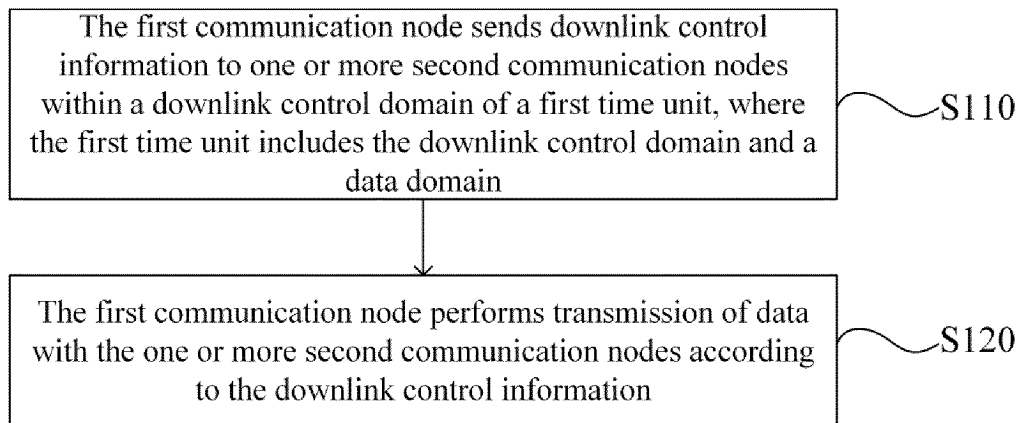 The first communication node sends downlink control
information to one or more second communication nodes
within a downlink control domain of a first time unit, where
the first time unit includes the downlink control domain and a
data domain
S110
The first communication node performs transmission of data
with the one or more second communication nodes according
to the downlink control information
S120